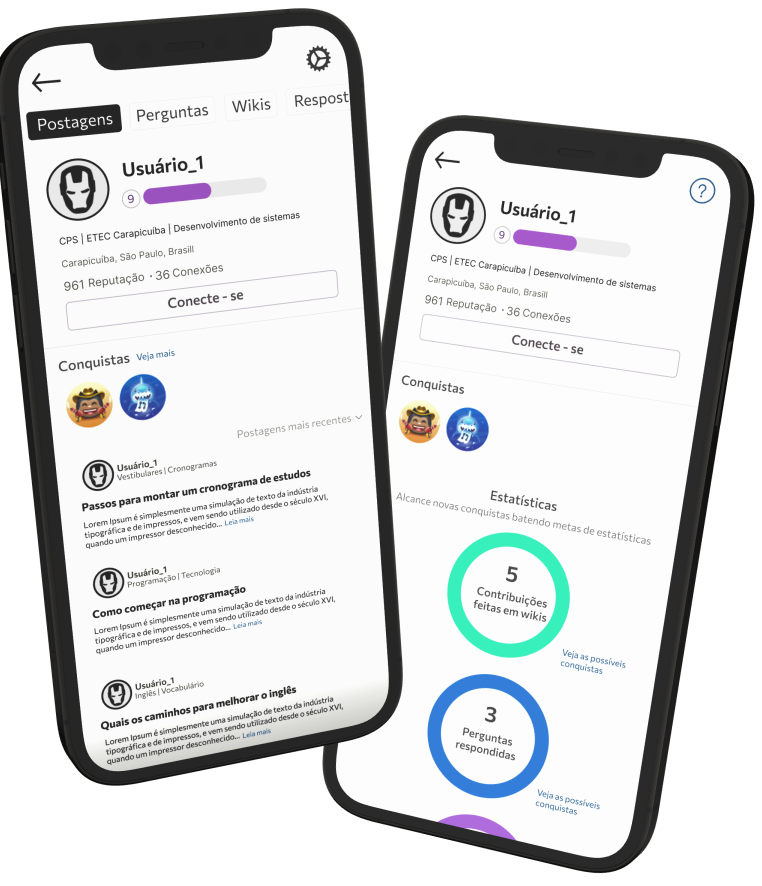 Postagens Perguntas Wikis Respost
Usuário_1
9
CPS | ETEC Carapicuíba | Desenvolvimento de sistemas
Carapicuíba, São Paulo, Brasill
961 Reputação · 36 Conexões
Conecte - se
Conquistas Veja mais
Postagens mais recentes
Usuário_1
Vestibulares | Cronogramas
Passos para montar um cronograma de estudos
Lorem Ipsum é simplesmente uma simulação de texto da indústria
tipográfica e de impressos, e vem sendo utilizado desde o século XVI,
quando um impressor desconhecido... Leia mais
Usuário_1
Programação | Tecnologia
Como começar na programação
Lorem Ipsum é simplesmente uma simulação de texto da indústria
tipográfica e de impressos, e vem sendo utilizado desde o século XVI,
quando um impressor desconhecido... Leia mais
Usuário_1
Inglês | Vocabulário
Quais os caminhos para melhorar o inglês
Lorem Ipsum é simplesmente uma simulação de texto da indústria
tipográfica e de impressos, e vem sendo utilizado desde o século XVI,
quando um impressor desconhecido... Leia mais
?
Usuário_1
9
CPS | ETEC Carapicuíba | Desenvolvimento de sistemas
Carapicuíba, São Paulo, Brasill
961 Reputação · 36 Conexões
Conecte - se
Conquistas
Estatísticas
Alcance novas conquistas batendo metas de estatísticas
5
Contribuições
feitas em wikis
Veja as possíveis
conquistas
3
Perguntas
respondidas
Veja as possíveis
conquistas